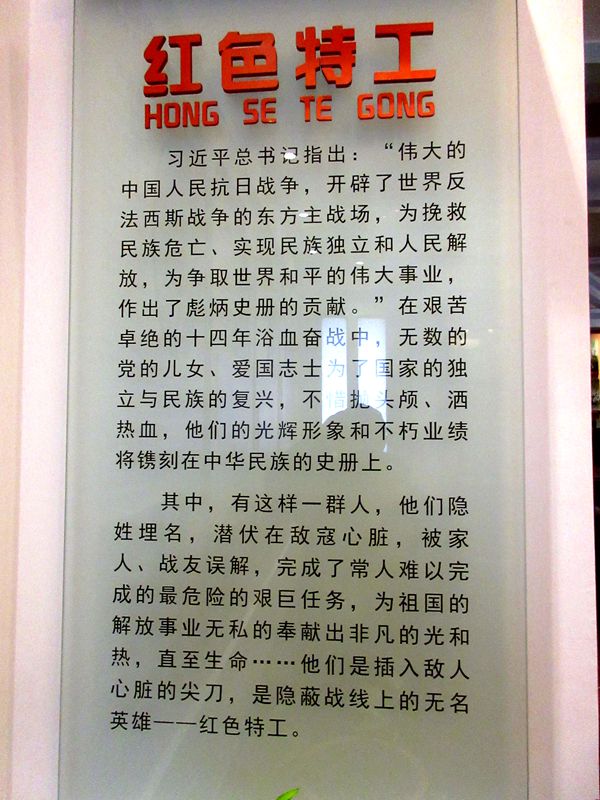 红色特工
HONG SE TE GONG
习近平总书记指出：“伟大的
中国人民抗日战争，开辟了世界反
法西斯战争的东方主战场，为挽救
民族危亡、实现民族独立和人民解
放，为争取世界和平的伟大事业，
作出了彪炳史册的贡献。”在艰苦
卓绝的十四年浴血奋战中，无数的
党的儿女、爱国志士为了国家的独
立与民族的复兴，不惜抛头颅、洒
热血，他们的光辉形象和不朽业绩
将镌刻在中华民族的史册上。
其中，有这样一群人，他们隐
姓埋名，潜伏在敌寇心脏，被家
人、战友误解，完成了常人难以完
成的最危险的艰巨任务，为祖国的
解放事业无私的奉献出非凡的光和
热，直至生命……他们是插入敌人
心脏的尖刀，是隐蔽战线上的无名
英雄——红色特工。